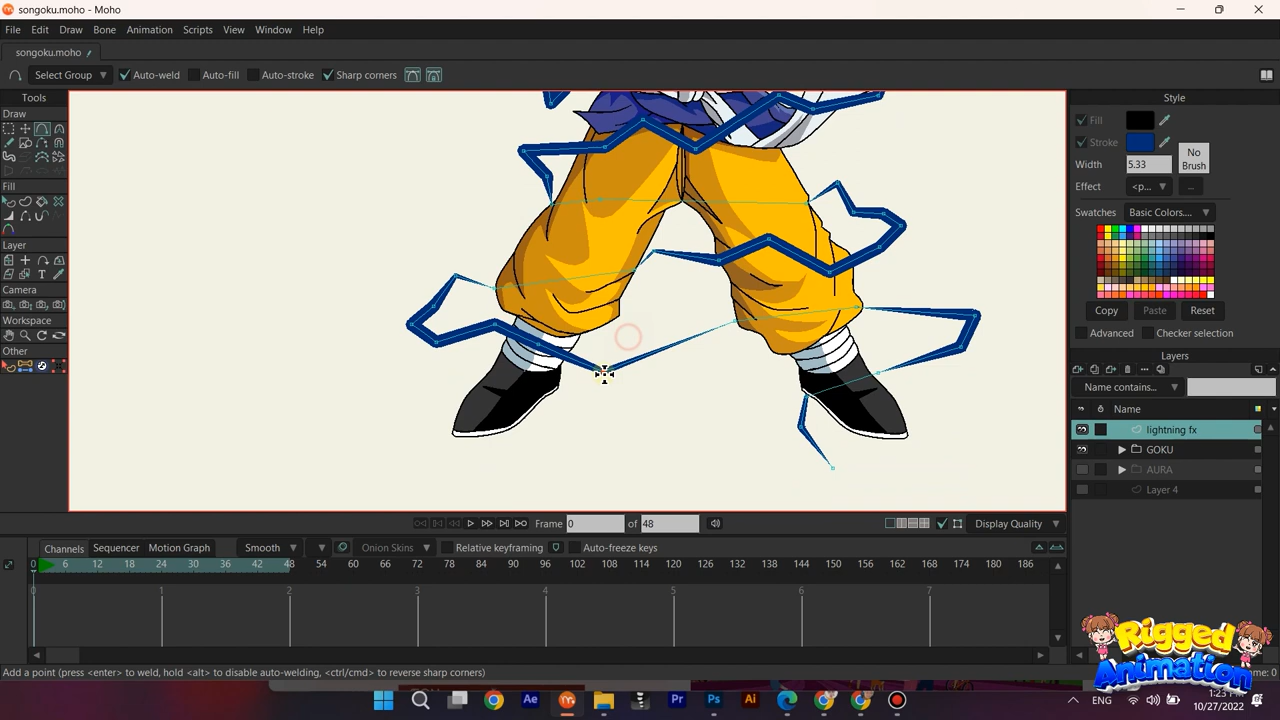 songoku.moho - Moho
File Edit Draw Bone Animation Scripts View Window Help
songoku.moho
Select Group Auto-weld Auto-fill Auto-stroke Sharp corners
Tools
Draw
Fill
Layer
Camera
Workspace
Other
Style
Fill
Stroke
Width 5.33
No Brush
Effect <p... ...
Swatches Basic Colors....
Copy Paste Reset
Advanced Checker selection
Layers
Name contains...
Name
lightning fx
GOKU
AURA
Layer 4
Frame 0 of 48 Display Quality
Channels Sequencer Motion Graph Smooth Onion Skins Relative keyframing Auto-freeze keys
0 6 12 18 24 30 36 42 48 54 60 66 72 78 84 90 96 102 108 114 120 126 132 138 144 150 156 162 168 174 180 186
0 1 2 3 4 5 6 7
Add a point (press <enter> to weld, hold <alt> to disable auto-welding, <ctrl/cmd> to reverse sharp corners)
Rigged
Animation
ENG
10/27/2022